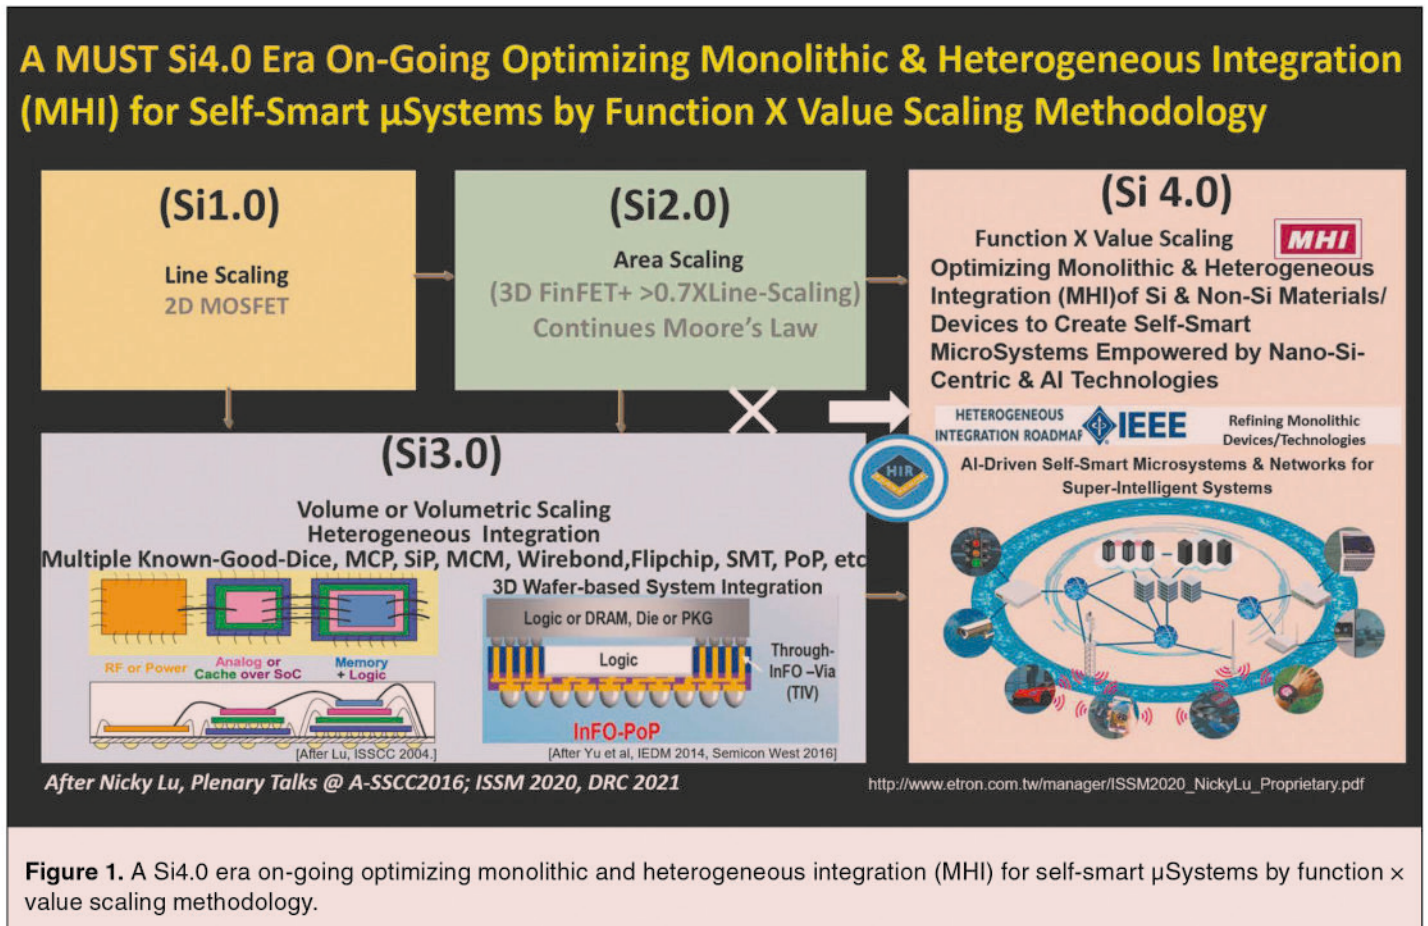 A MUST Si4.0 Era On-Going Optimizing Monolithic & Heterogeneous Integration
(MHI) for Self-Smart µSystems by Function X Value Scaling Methodology
(Si1.0)
Line Scaling
2D MOSFET
(Si2.0)
Area Scaling
(3D FinFET+ >0.7XLine-Scaling)
Continues Moore's Law
(Si 4.0)
Function X Value Scaling
MHI
Optimizing Monolithic & Heterogeneous
Integration (MHI)of Si & Non-Si Materials/
Devices to Create Self-Smart
MicroSystems Empowered by Nano-Si-
Centric & AI Technologies
HETEROGENEOUS
INTEGRATION ROADMAP
IEEE
Refining Monolithic
Devices/Technologies
HIR
AI-Driven Self-Smart Microsystems & Networks for
Super-Intelligent Systems
(Si3.0)
Volume or Volumetric Scaling
Heterogeneous Integration
Multiple Known-Good-Dice, MCP, SiP, MCM, Wirebond,Flipchip, SMT, PoP, etc
RF or Power
Analog or
Cache over SoC
Memory
+ Logic
[After Lu, ISSCC 2004.]
3D Wafer-based System Integration
Logic or DRAM, Die or PKG
Logic
Through-
InFO –Via
(TIV)
InFO-PoP
[After Yu et al, IEDM 2014, Semicon West 2016]
After Nicky Lu, Plenary Talks @ A-SSCC2016; ISSM 2020, DRC 2021
http://www.etron.com.tw/manager/ISSM2020_NickyLu_Proprietary.pdf
Figure 1. A Si4.0 era on-going optimizing monolithic and heterogeneous integration (MHI) for self-smart µSystems by function ×
value scaling methodology.